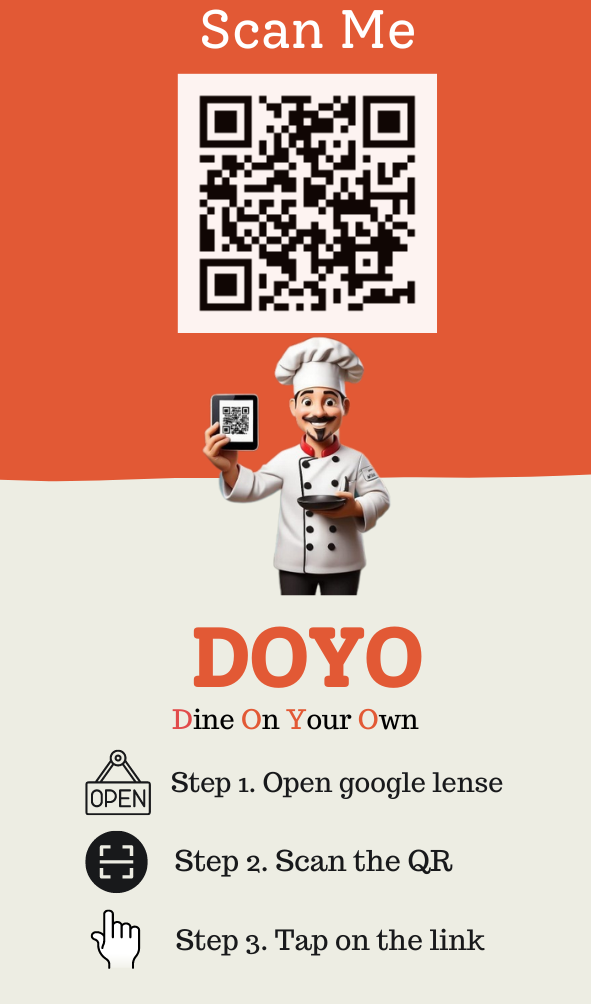 Scan Me
DOYO
Dine On Your Own
OPEN
Step 1. Open google lense
Step 2. Scan the QR
Step 3. Tap on the link